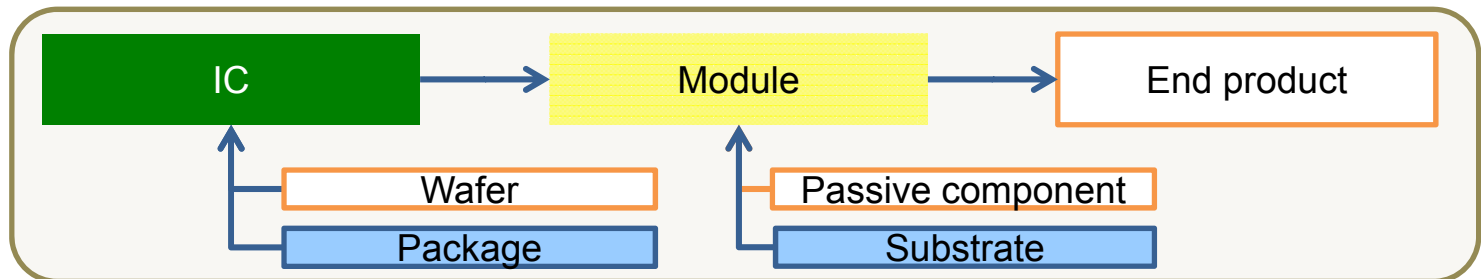 IC
Module
End product
Wafer
Passive component
Package
Substrate